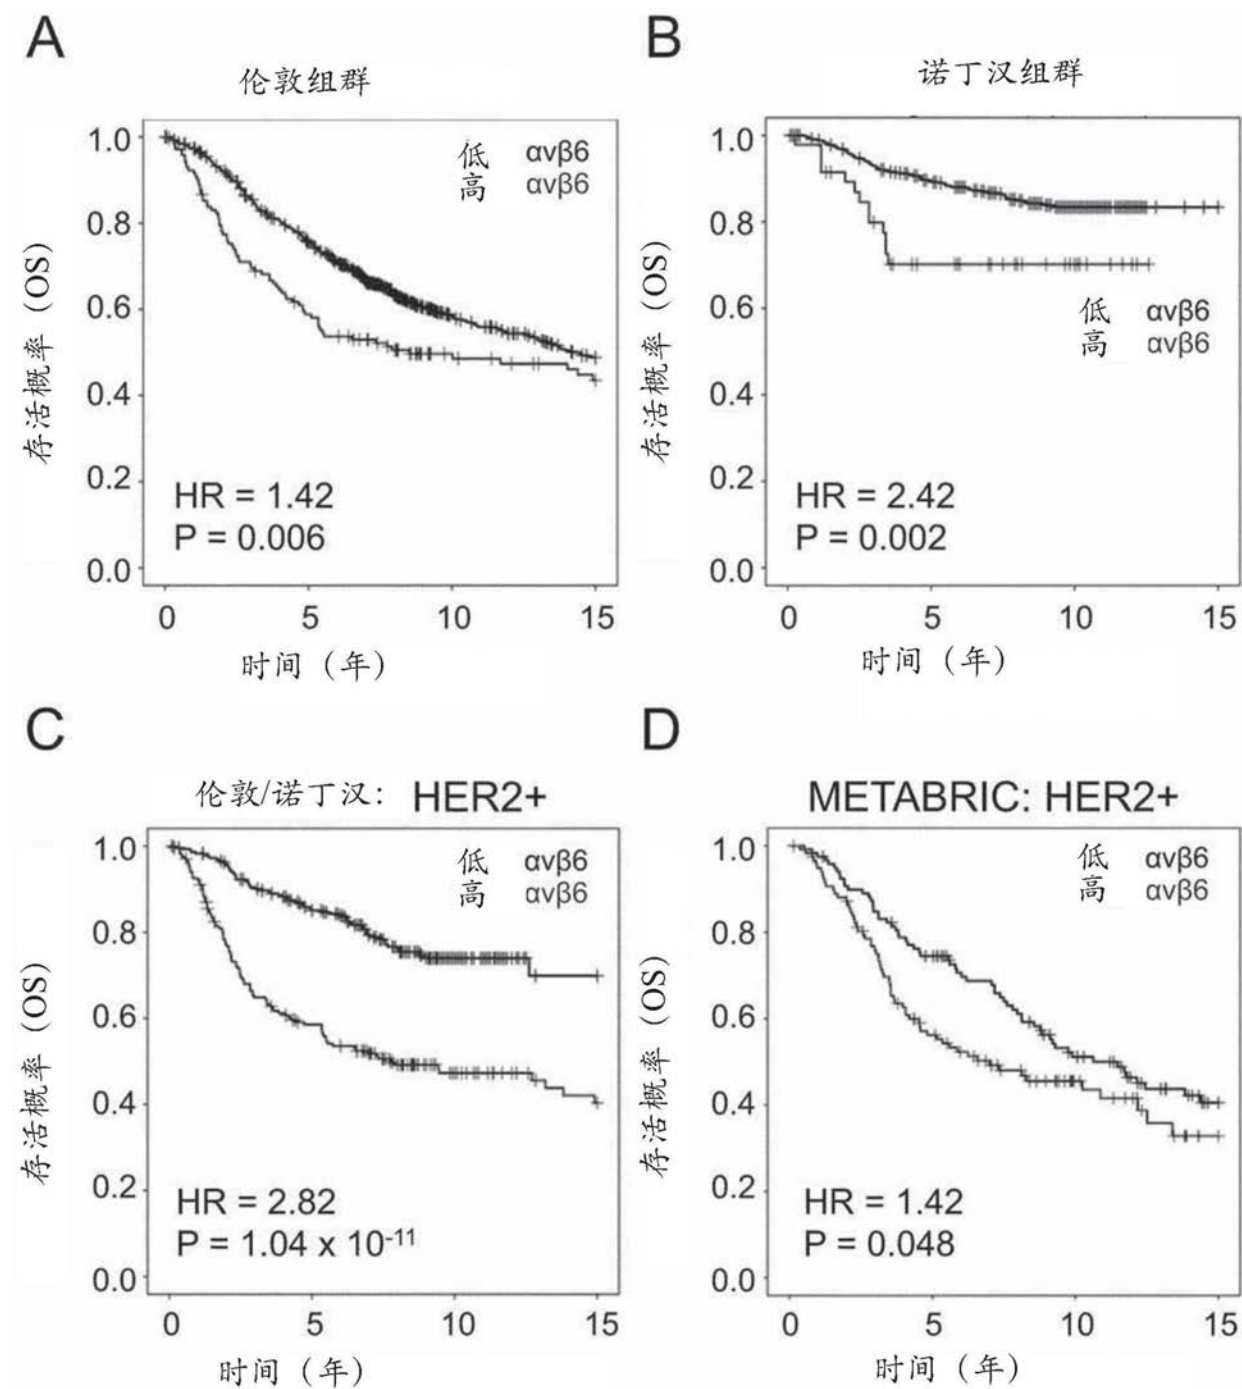 A
伦敦组群
低 αvβ6
高 αvβ6
存活概率（OS）
1.0
0.8
0.6
0.4
0.2
0.0
HR = 1.42
P = 0.006
0 5 10 15
时间（年）
B
诺丁汉组群
低 αvβ6
高 αvβ6
存活概率（OS）
1.0
0.8
0.6
0.4
0.2
0.0
HR = 2.42
P = 0.002
0 5 10 15
时间（年）
C
伦敦/诺丁汉： HER2+
低 αvβ6
高 αvβ6
存活概率（OS）
1.0
0.8
0.6
0.4
0.2
0.0
HR = 2.82
P = 1.04 x 10⁻¹¹
0 5 10 15
时间（年）
D
METABRIC: HER2+
低 αvβ6
高 αvβ6
存活概率（OS）
1.0
0.8
0.6
0.4
0.2
0.0
HR = 1.42
P = 0.048
0 5 10 15
时间（年）